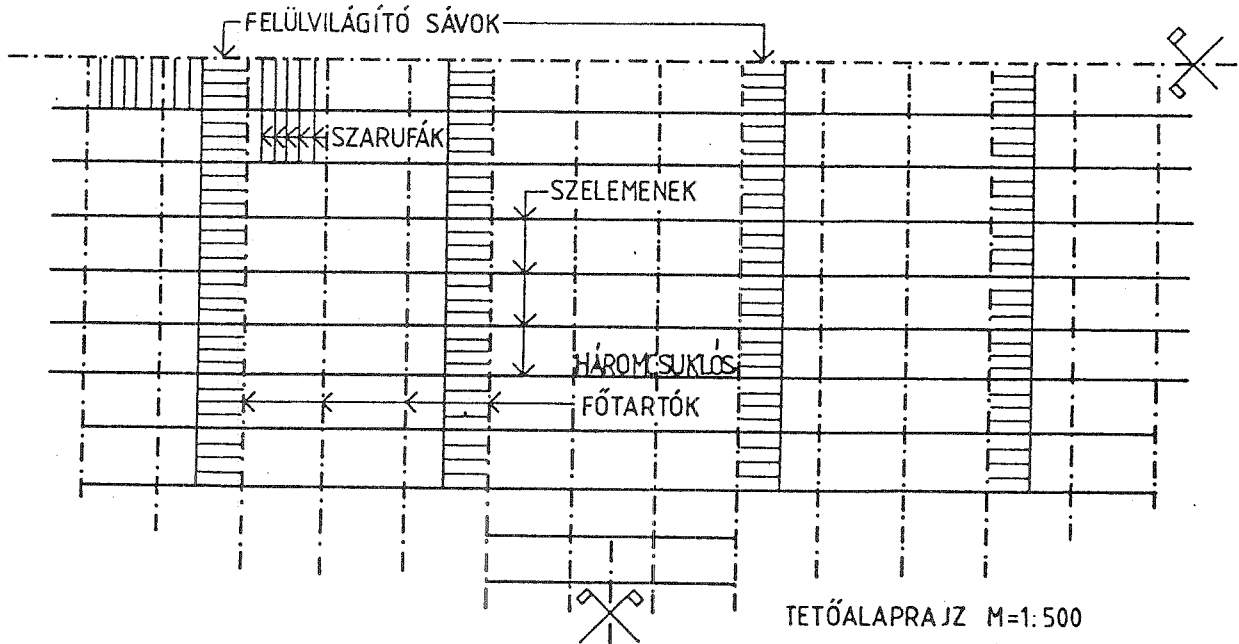 FELÜLVILÁGÍTÓ SÁVOK
SZARUFÁK
SZELEMENEK
HÁROMCSUKLÓS
FŐTARTÓK
TETŐALAPRAJZ M=1:500